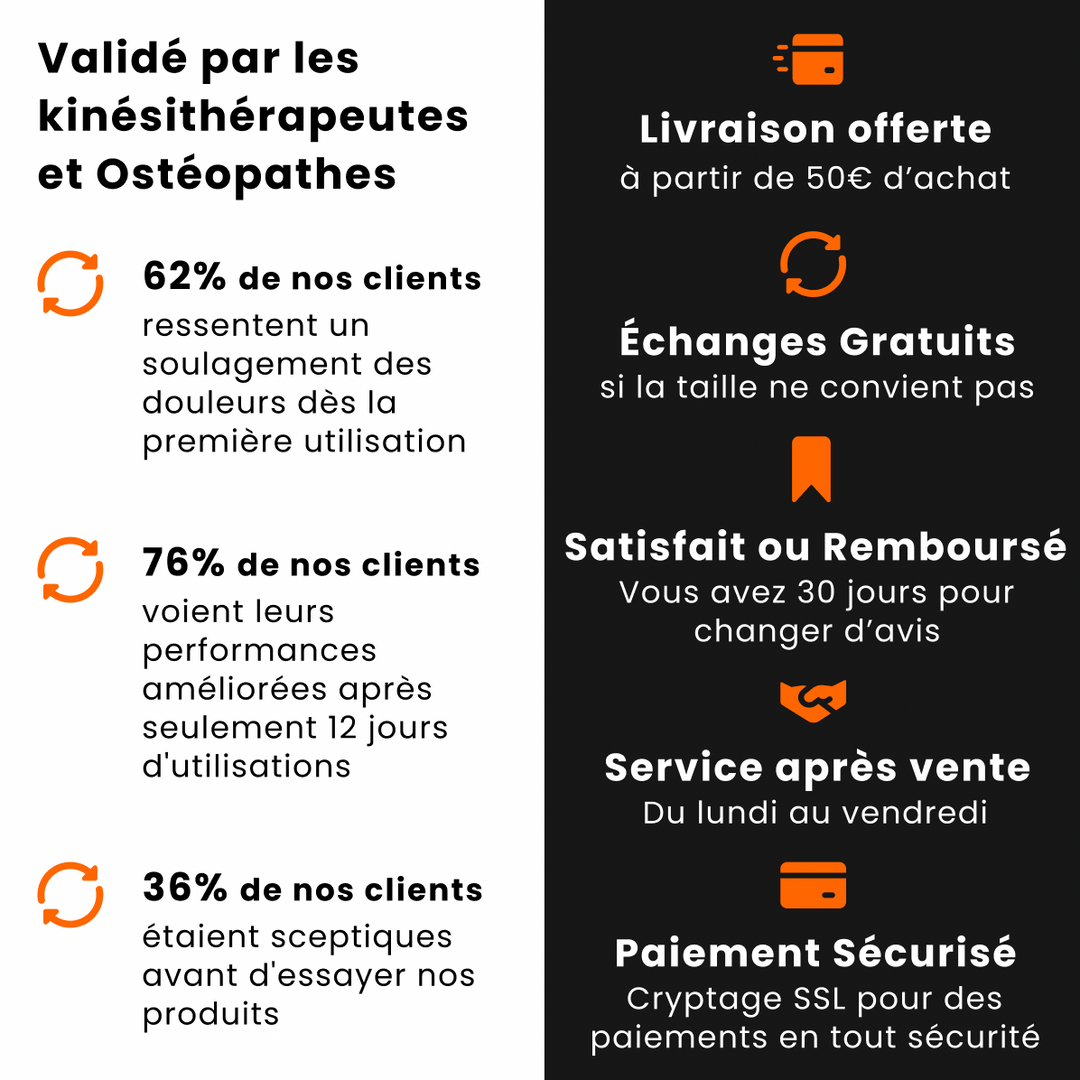 Validé par les
kinésithérapeutes
et Ostéopathes
62% de nos clients
ressentent un
soulagement des
douleurs dès la
première utilisation
76% de nos clients
voient leurs
performances
améliorées après
seulement 12 jours
d'utilisations
36% de nos clients
étaient sceptiques
avant d'essayer nos
produits
Livraison offerte
à partir de 50€ d’achat
Échanges Gratuits
si la taille ne convient pas
Satisfait ou Remboursé
Vous avez 30 jours pour
changer d’avis
Service après vente
Du lundi au vendredi
Paiement Sécurisé
Cryptage SSL pour des
paiements en tout sécurité